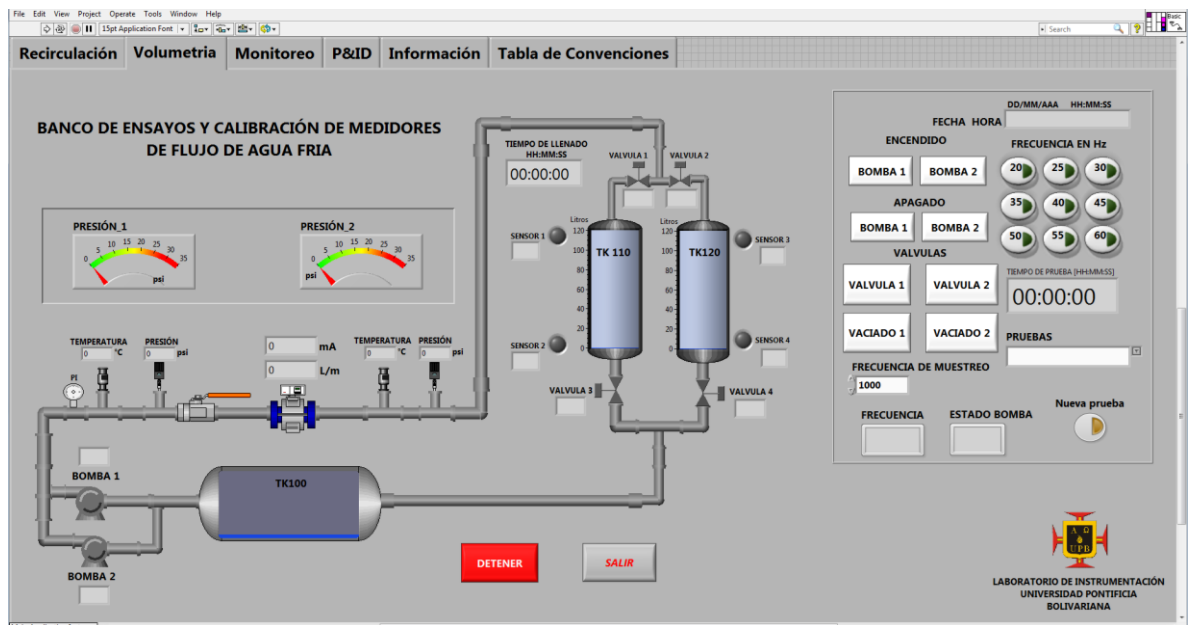 File Edit View Project Operate Tools Window Help
15pt Application Font
Search
Basic
Recirculación Volumetria Monitoreo P&ID Información Tabla de Convenciones
BANCO DE ENSAYOS Y CALIBRACIÓN DE MEDIDORES
DE FLUJO DE AGUA FRIA
PRESIÓN_1
0 5 10 15 20 25 30 35
psi
PRESIÓN_2
0 5 10 15 20 25 30 35
psi
TIEMPO DE LLENADO
HH:MM:SS
00:00:00
VALVULA 1
VALVULA 2
SENSOR 1
Litros
120
100
80
60
40
20
0
TK 110
Litros
120
100
80
60
40
20
0
TK120
SENSOR 3
SENSOR 2
SENSOR 4
VALVULA 3
VALVULA 4
TEMPERATURA
0 °C
PRESIÓN
0 psi
0 mA
0 L/m
TEMPERATURA
0 °C
PRESIÓN
0 psi
PI
BOMBA 1
TK100
BOMBA 2
DETENER
SALIR
DD/MM/AAA HH:MM:SS
FECHA HORA
ENCENDIDO
BOMBA 1 BOMBA 2
APAGADO
BOMBA 1 BOMBA 2
VALVULAS
VALVULA 1 VALVULA 2
VACIADO 1 VACIADO 2
FRECUENCIA EN Hz
20 25 30
35 40 45
50 55 60
TIEMPO DE PRUEBA [HH:MM:SS]
00:00:00
PRUEBAS
FRECUENCIA DE MUESTREO
1000
FRECUENCIA
ESTADO BOMBA
Nueva prueba
Α Ω
UPB
LABORATORIO DE INSTRUMENTACIÓN
UNIVERSIDAD PONTIFICIA
BOLIVARIANA